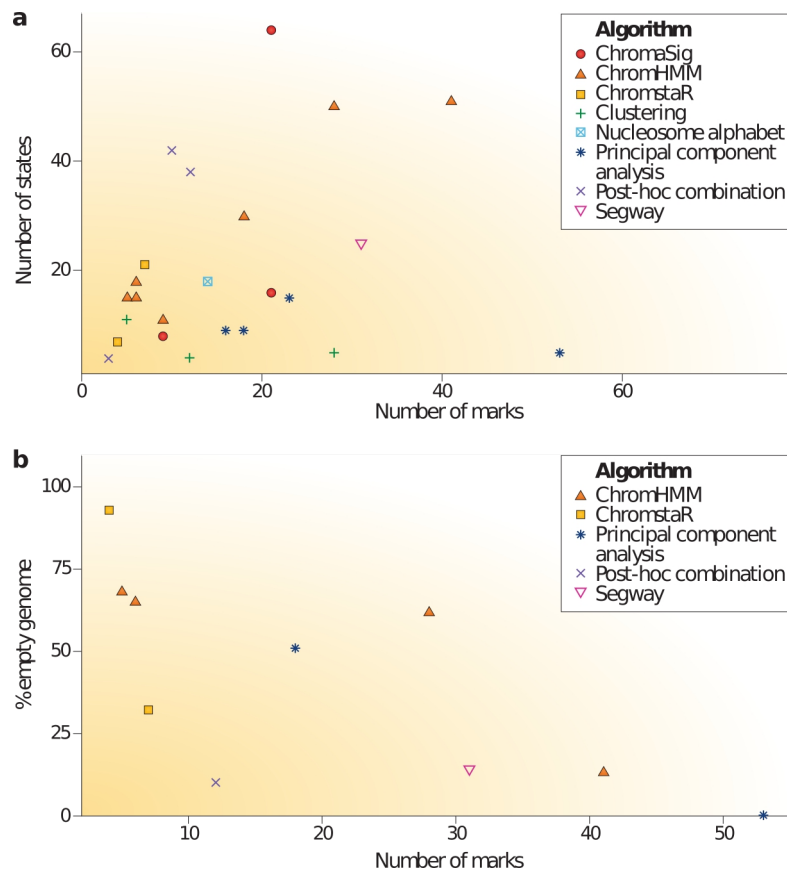 a
60
40
20
Number of states
0 20 40 60
Number of marks
Algorithm
ChromaSig
ChromHMM
ChromstaR
Clustering
Nucleosome alphabet
Principal component
analysis
Post-hoc combination
Segway
b
100
75
50
25
0
% empty genome
10 20 30 40 50
Number of marks
Algorithm
ChromHMM
ChromstaR
Principal component
analysis
Post-hoc combination
Segway